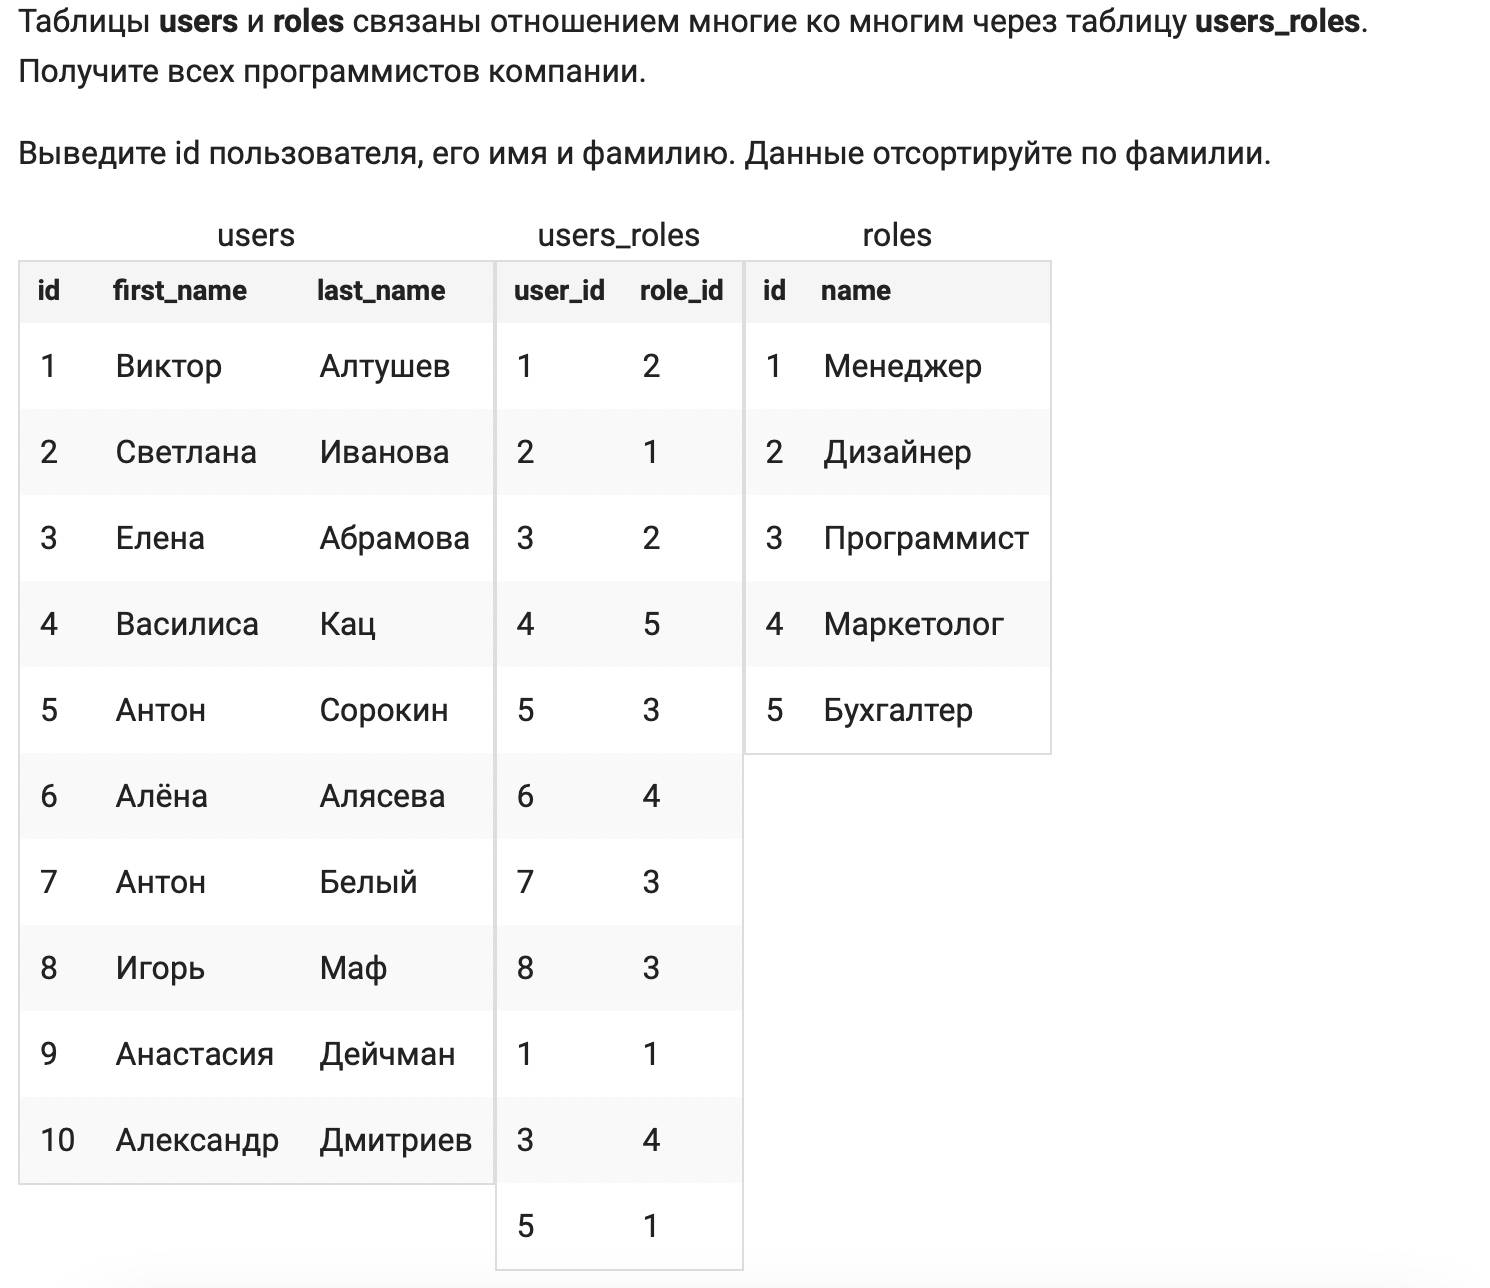 Таблицы users и roles связаны отношением многие ко многим через таблицу users_roles.
Получите всех программистов компании.
Выведите id пользователя, его имя и фамилию. Данные отсортируйте по фамилии.
users users_roles roles
id first_name last_name user_id role_id id name
1 Виктор Алтушев 1 2 1 Менеджер
2 Светлана Иванова 2 1 2 Дизайнер
3 Елена Абрамова 3 2 3 Программист
4 Василиса Кац 4 5 4 Маркетолог
5 Антон Сорокин 5 3 5 Бухгалтер
6 Алёна Алясева 6 4
7 Антон Белый 7 3
8 Игорь Маф 8 3
9 Анастасия Дейчман 1 1
10 Александр Дмитриев 3 4
5 1